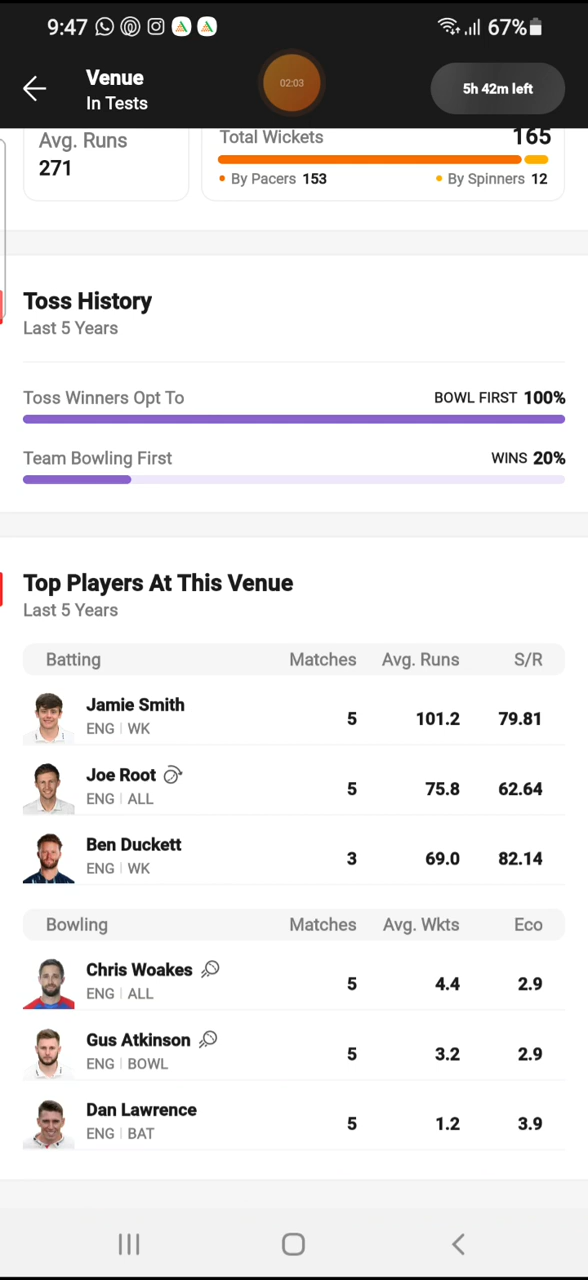 9:47 67%
Venue
In Tests
02:03
5h 42m left
Avg. Runs
271
Total Wickets 165
By Pacers 153 By Spinners 12
Toss History
Last 5 Years
Toss Winners Opt To BOWL FIRST 100%
Team Bowling First WINS 20%
Top Players At This Venue
Last 5 Years
Batting Matches Avg. Runs S/R
Jamie Smith
ENG | WK 5 101.2 79.81
Joe Root
ENG | ALL 5 75.8 62.64
Ben Duckett
ENG | WK 3 69.0 82.14
Bowling Matches Avg. Wkts Eco
Chris Woakes
ENG | ALL 5 4.4 2.9
Gus Atkinson
ENG | BOWL 5 3.2 2.9
Dan Lawrence
ENG | BAT 5 1.2 3.9